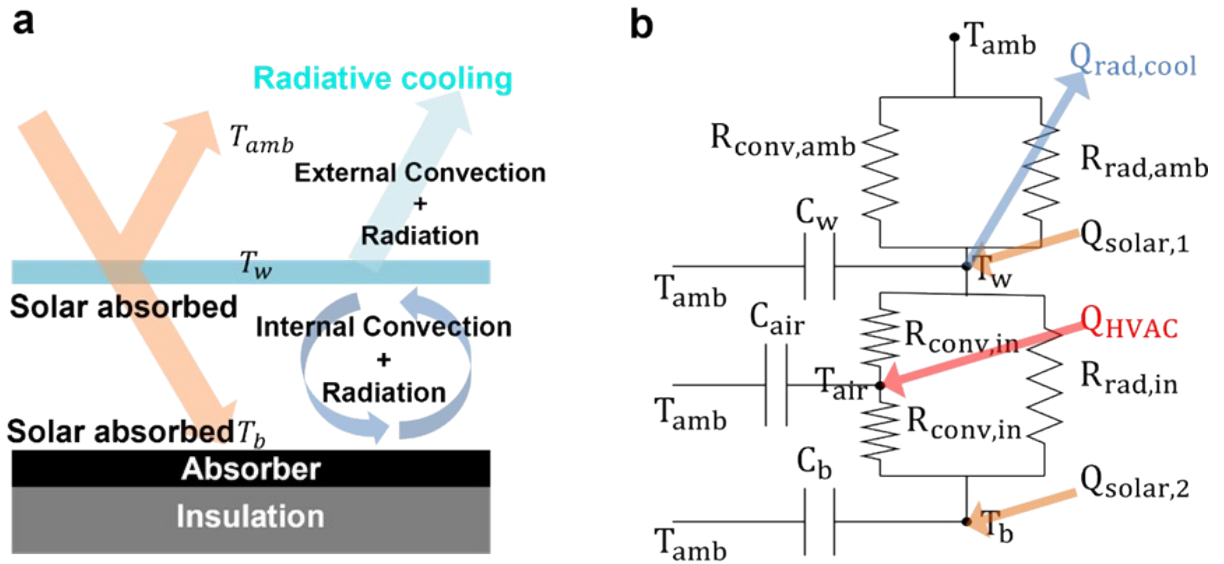 a
Radiative cooling
T_amb
External Convection
+
Radiation
T_w
Solar absorbed
Internal Convection
+
Radiation
Solar absorbed T_b
Absorber
Insulation
b
T_amb
Q_rad,cool
R_conv,amb
R_rad,amb
C_w
Q_solar,1
T_amb
T_w
C_air
R_conv,in
Q_HVAC
T_air
R_rad,in
T_amb
R_conv,in
C_b
Q_solar,2
T_amb
T_b